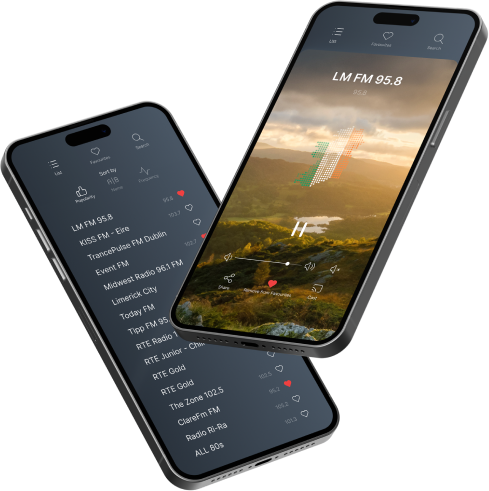 List
Favourites
Search
LM FM 95.8
95.8
Share
Remove from Favourites
Cast
List
Favourites
Search
Sort by
A|B
Name
Popularity
Frequency
LM FM 95.8
95.8
KISS FM - Eire
TrancePulse FM Dublin
Event FM
Midwest Radio 96.1 FM
Limerick City
Today FM
Tipp FM 95
RTE Radio 1
RTE Junior - Chi
RTE Gold
RTE Gold
The Zone 102.5
ClareFm FM
Radio Ri-Ra
ALL 80s